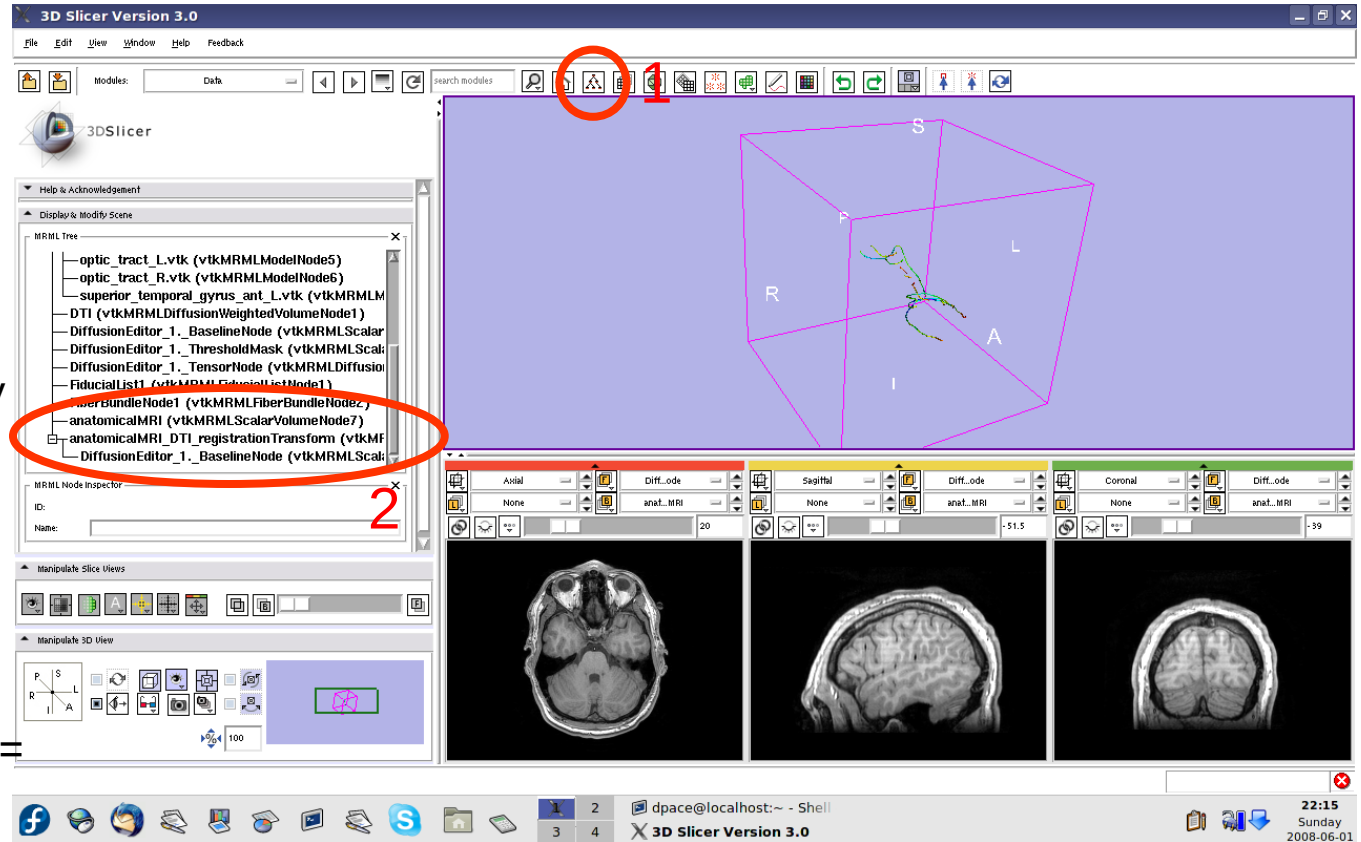 3D Slicer Version 3.0
File Edit View Window Help Feedback
Modules: Data search modules
1
3DSlicer
Help & Acknowledgement
Display & Modify Scene
MRML Tree
optic_tract_L.vtk (vtkMRMLModelNode5)
optic_tract_R.vtk (vtkMRMLModelNode6)
superior_temporal_gyrus_ant_L.vtk (vtkMRMLM
DTI (vtkMRMLDiffusionWeightedVolumeNode1)
DiffusionEditor_1._BaselineNode (vtkMRMLScalar
DiffusionEditor_1._ThresholdMask (vtkMRMLScala
DiffusionEditor_1._TensorNode (vtkMRMLDiffusion
FiducialList1 (vtkMRMLFiducialListNode1)
FiberBundleNode1 (vtkMRMLFiberBundleNode2)
anatomicalMRI (vtkMRMLScalarVolumeNode7)
anatomicalMRI_DTI_registrationTransform (vtkMR
DiffusionEditor_1._BaselineNode (vtkMRMLScala
MRML Node Inspector
2
ID:
Name:
Manipulate Slice Views
A B F
Manipulate 3D View
P S
R L
I A
100
y
=
S
P
L
R
A
I
Axial F Diff...ode
L None B anat...MRI
20
Sagittal F Diff...ode
L None B anat...MRI
-51.5
Coronal F Diff...ode
L None B anat...MRI
-39
1 2
3 4
dpace@localhost:~ - Shell
3D Slicer Version 3.0
22:15
Sunday
2008-06-01